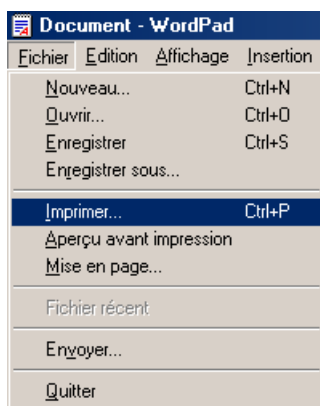 Document - WordPad
Fichier Edition Affichage Insertion
Nouveau... Ctrl+N
Ouvrir... Ctrl+O
Enregistrer Ctrl+S
Enregistrer sous...
Imprimer... Ctrl+P
Aperçu avant impression
Mise en page...
Fichier récent
Envoyer...
Quitter